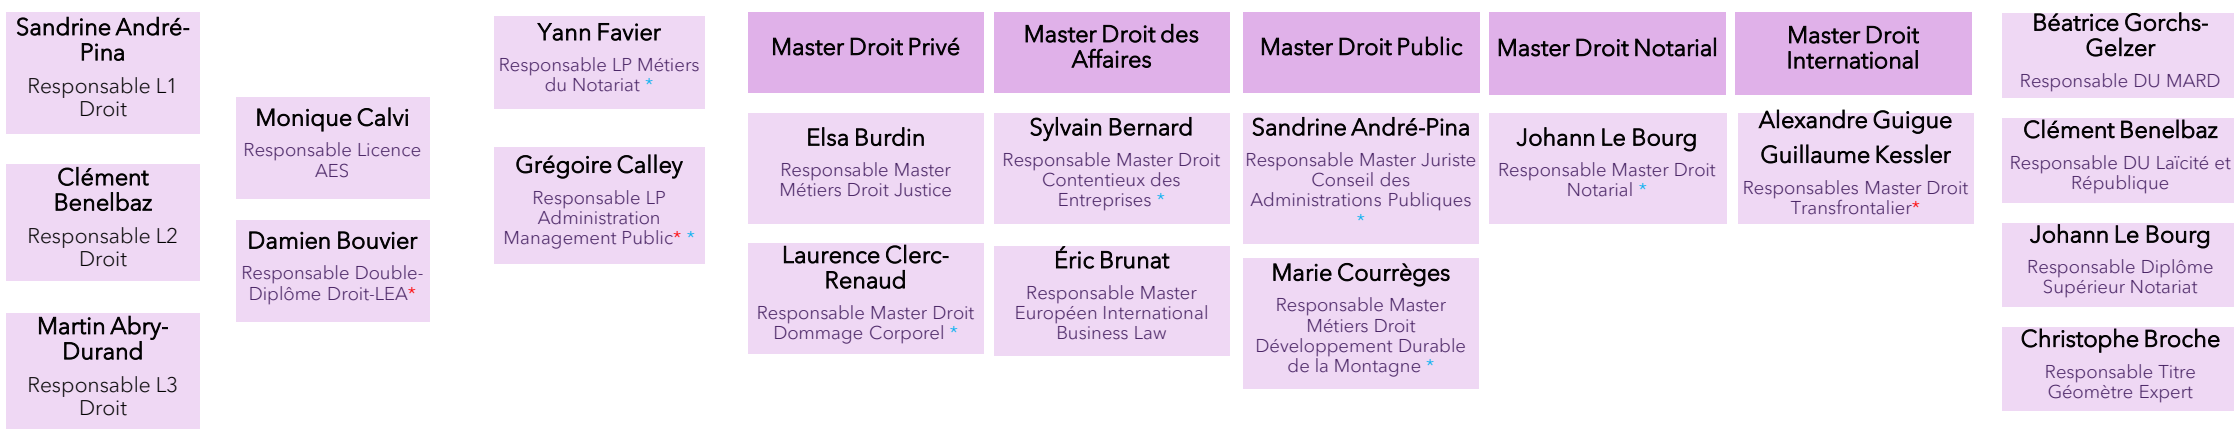 Sandrine André-
Pina
Responsable L1
Droit
Clément
Benelbaz
Responsable L2
Droit
Martin Abry-
Durand
Responsable L3
Droit
Monique Calvi
Responsable Licence
AES
Damien Bouvier
Responsable Double-
Diplôme Droit-LEA*
Yann Favier
Responsable LP Métiers
du Notariat *
Grégoire Calley
Responsable LP
Administration
Management Public* *
Master Droit Privé
Elsa Burdin
Responsable Master
Métiers Droit Justice
Laurence Clerc-
Renaud
Responsable Master Droit
Dommage Corporel *
Master Droit des
Affaires
Sylvain Bernard
Responsable Master Droit
Contentieux des
Entreprises *
Éric Brunat
Responsable Master
Européen International
Business Law
Master Droit Public
Sandrine André-Pina
Responsable Master Juriste
Conseil des
Administrations Publiques
*
Marie Courrèges
Responsable Master
Métiers Droit
Développement Durable
de la Montagne *
Master Droit Notarial
Johann Le Bourg
Responsable Master Droit
Notarial *
Master Droit
International
Alexandre Guigue
Guillaume Kessler
Responsables Master Droit
Transfrontalier*
Béatrice Gorchs-
Gelzer
Responsable DU MARD
Clément Benelbaz
Responsable DU Laïcité et
République
Johann Le Bourg
Responsable Diplôme
Supérieur Notariat
Christophe Broche
Responsable Titre
Géomètre Expert